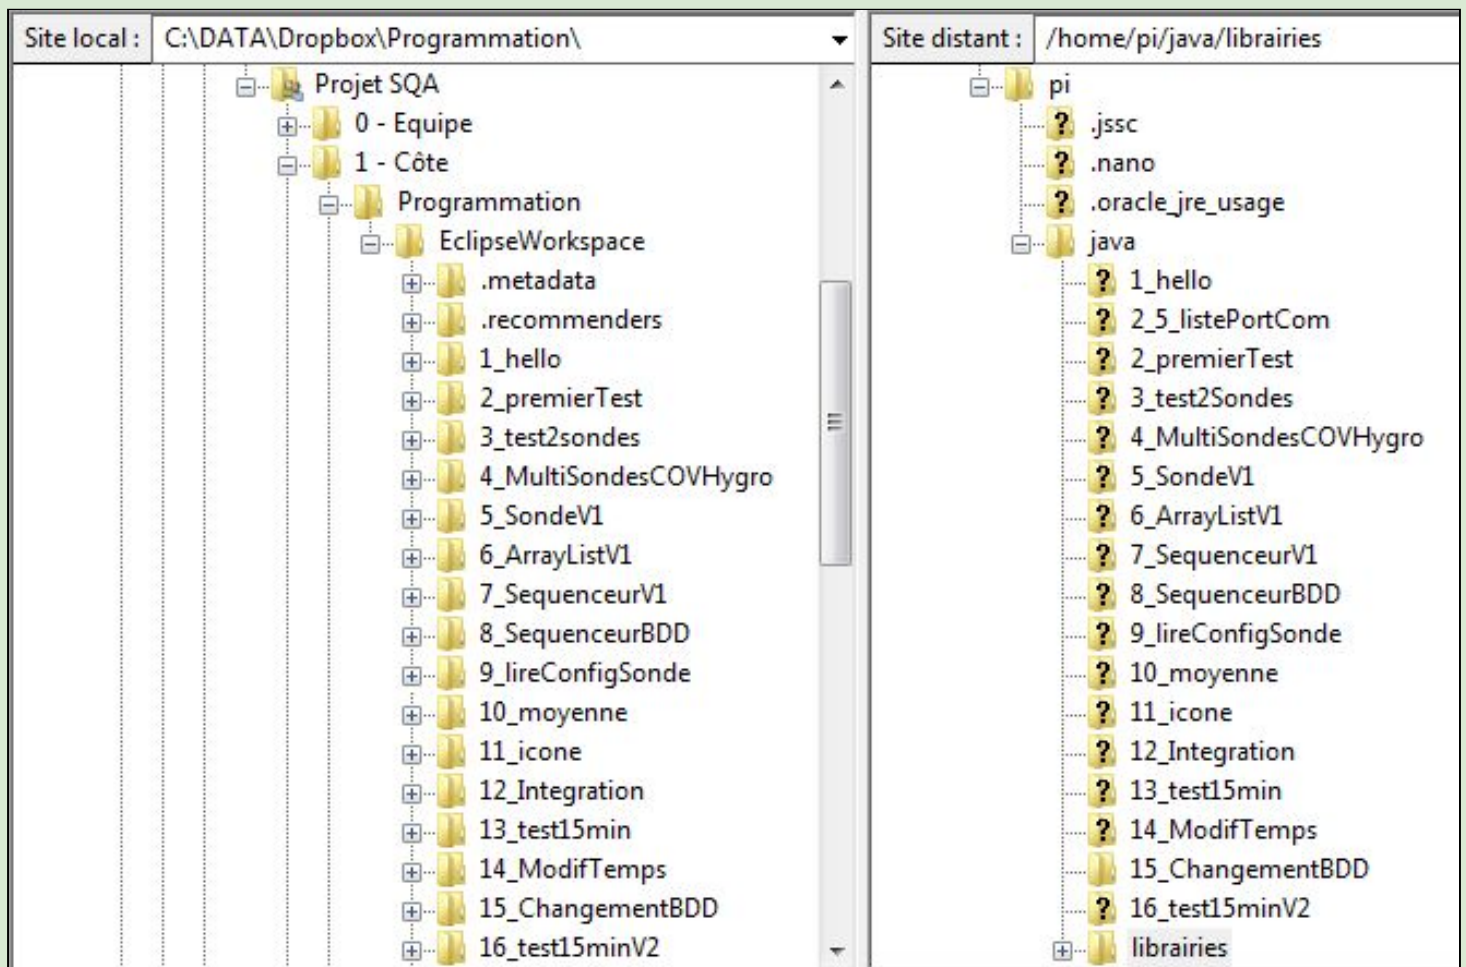 Site local : C:\DATA\Dropbox\Programmation\
Projet SQA
0 - Equipe
1 - Côte
Programmation
EclipseWorkspace
.metadata
.recommenders
1_hello
2_premierTest
3_test2sondes
4_MultiSondesCOVHygro
5_SondeV1
6_ArrayListV1
7_SequenceurV1
8_SequenceurBDD
9_lireConfigSonde
10_moyenne
11_icone
12_Integration
13_test15min
14_ModifTemps
15_ChangementBDD
16_test15minV2
Site distant : /home/pi/java/librairies
pi
.jssc
.nano
.oracle_jre_usage
java
1_hello
2_5_listePortCom
2_premierTest
3_test2Sondes
4_MultiSondesCOVHygro
5_SondeV1
6_ArrayListV1
7_SequenceurV1
8_SequenceurBDD
9_lireConfigSonde
10_moyenne
11_icone
12_Integration
13_test15min
14_ModifTemps
15_ChangementBDD
16_test15minV2
librairies